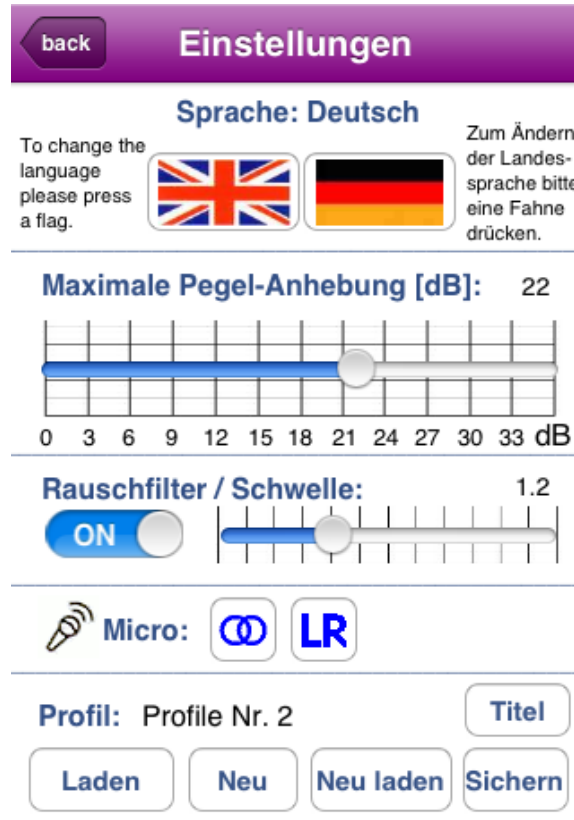 back
Einstellungen
Sprache: Deutsch
To change the
language
please press
a flag.
Zum Ändern
der Landes-
sprache bitte
eine Fahne
drücken.
Maximale Pegel-Anhebung [dB]: 22
0 3 6 9 12 15 18 21 24 27 30 33 dB
Rauschfilter / Schwelle: 1.2
ON
Micro: LR
Profil: Profile Nr. 2 Titel
Laden Neu Neu laden Sichern